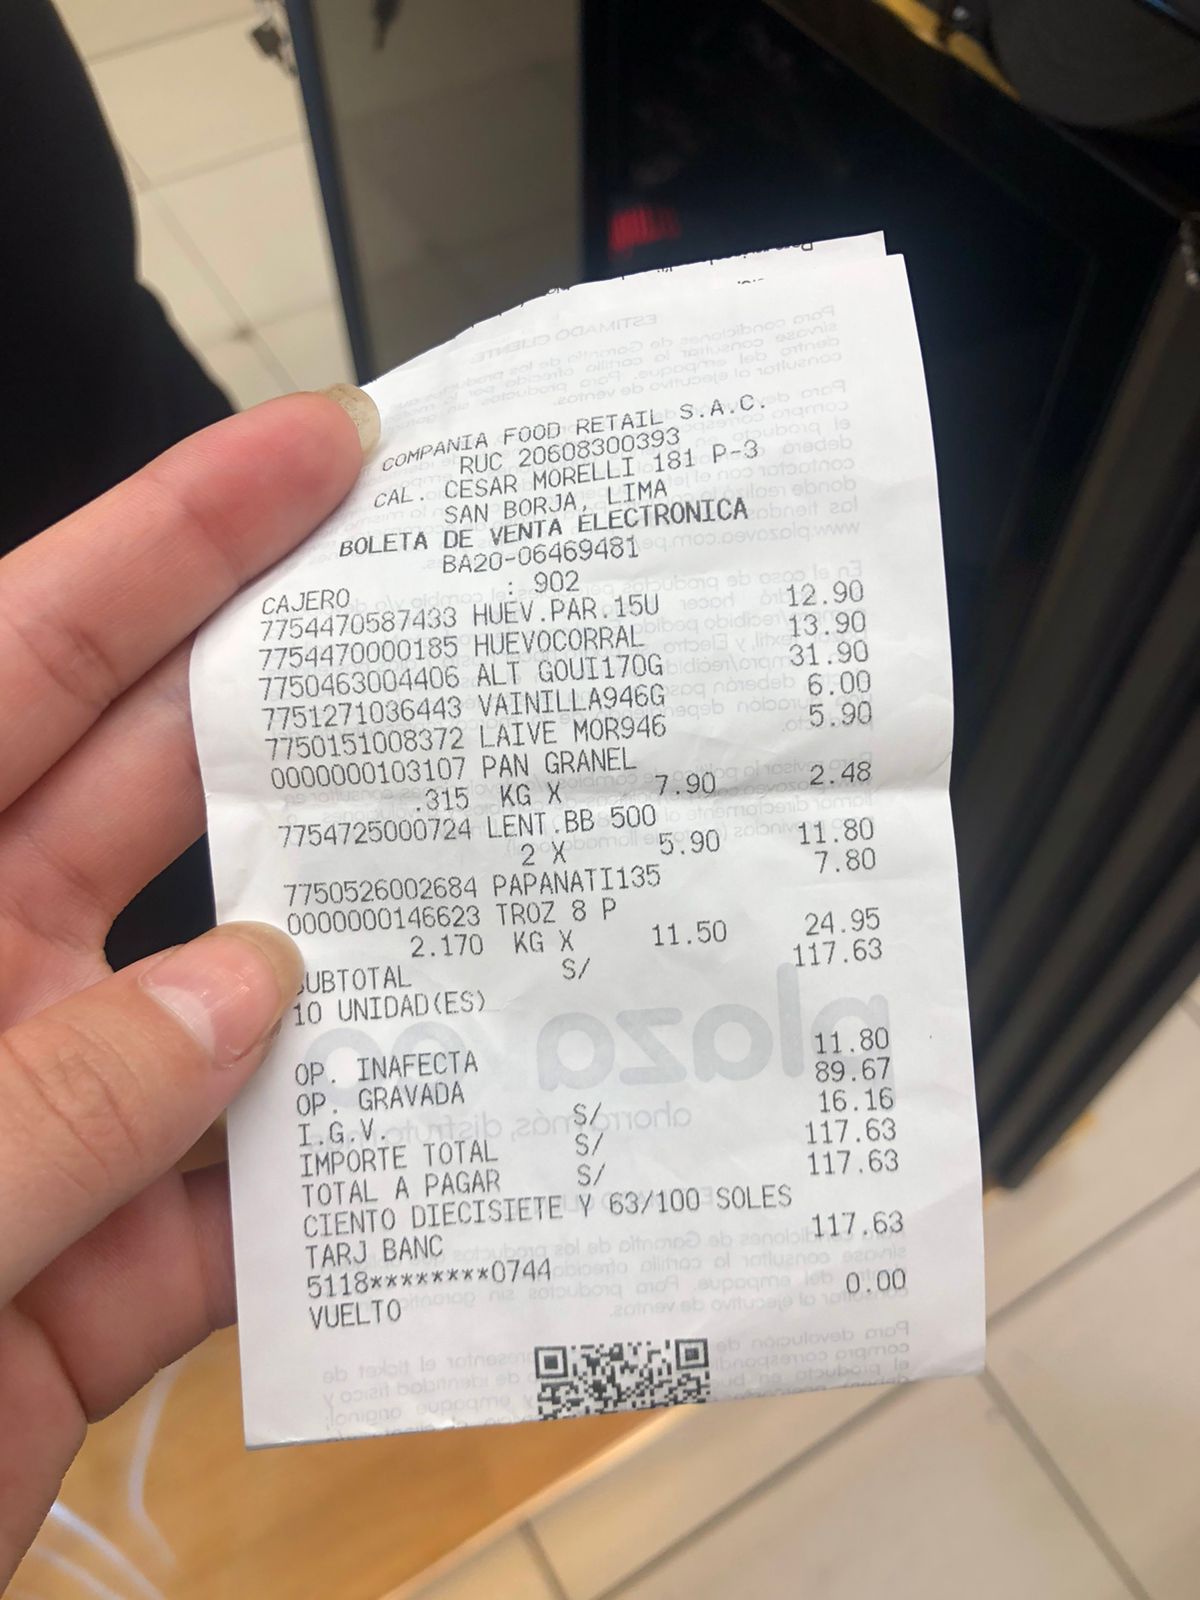 COMPANIA FOOD RETAIL S.A.C.
RUC 20608300393
CAL. CESAR MORELLI 181 P-3
SAN BORJA, LIMA
BOLETA DE VENTA ELECTRONICA
BA20-06469481
CAJERO : 902
7754470587433 HUEV.PAR.15U 12.90
7754470000185 HUEVOCORRAL 13.90
7750463004406 ALT GOUI170G 31.90
7751271036443 VAINILLA946G 6.00
7750151008372 LAIVE MOR946 5.90
0000000103107 PAN GRANEL
.315 KG X 7.90 2.48
7754725000724 LENT.BB 500
2 X 5.90 11.80
7750526002684 PAPANATI135 7.80
0000000146623 TROZ 8 P
2.170 KG X 11.50 24.95
SUBTOTAL S/ 117.63
10 UNIDAD(ES)
OP. INAFECTA 11.80
OP. GRAVADA 89.67
I.G.V. S/ 16.16
IMPORTE TOTAL S/ 117.63
TOTAL A PAGAR S/ 117.63
CIENTO DIECISIETE Y 63/100 SOLES
TARJ BANC 117.63
5118********0744
VUELTO 0.00